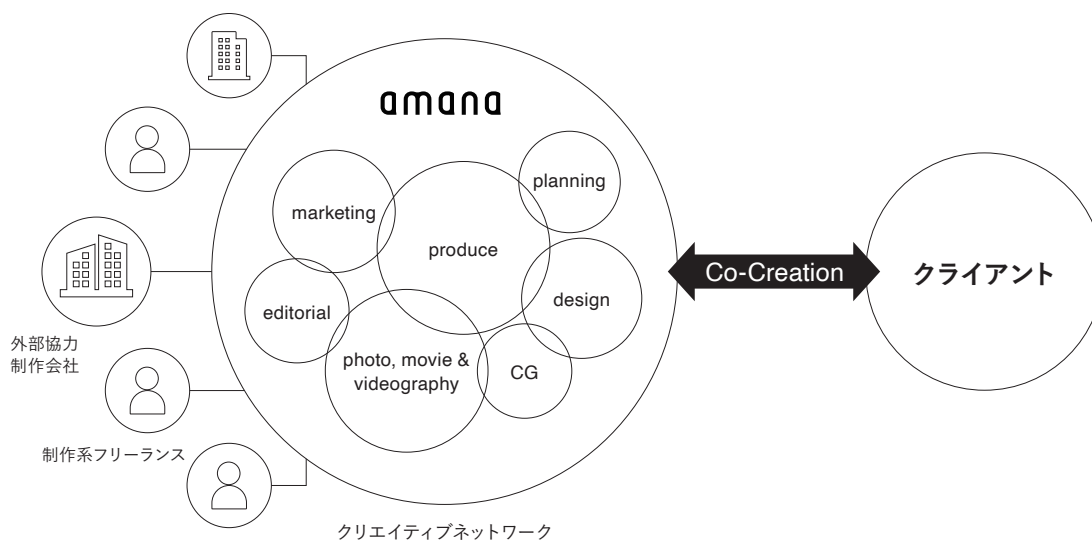 amana
planning
marketing
produce
Co-Creation
クライアント
editorial
design
photo, movie &
videography
CG
外部協力
制作会社
制作系フリーランス
クリエイティブネットワーク